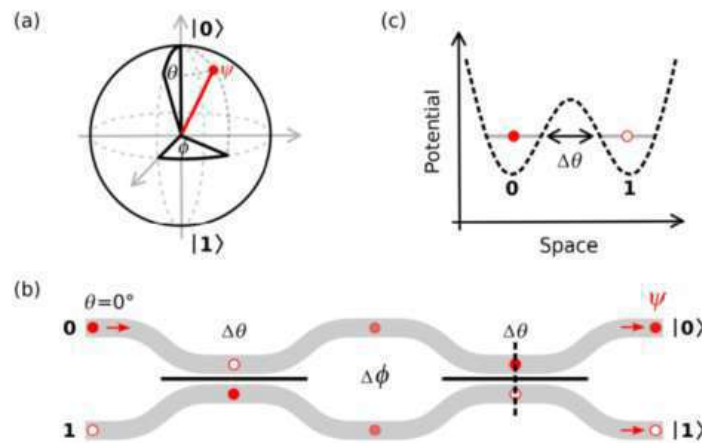 (a)
|0⟩
θ
ψ
ϕ
|1⟩
(c)
Potential
Δθ
0 1
Space
(b)
θ=0°
ψ
0 Δθ Δθ |0⟩
Δϕ
1 |1⟩